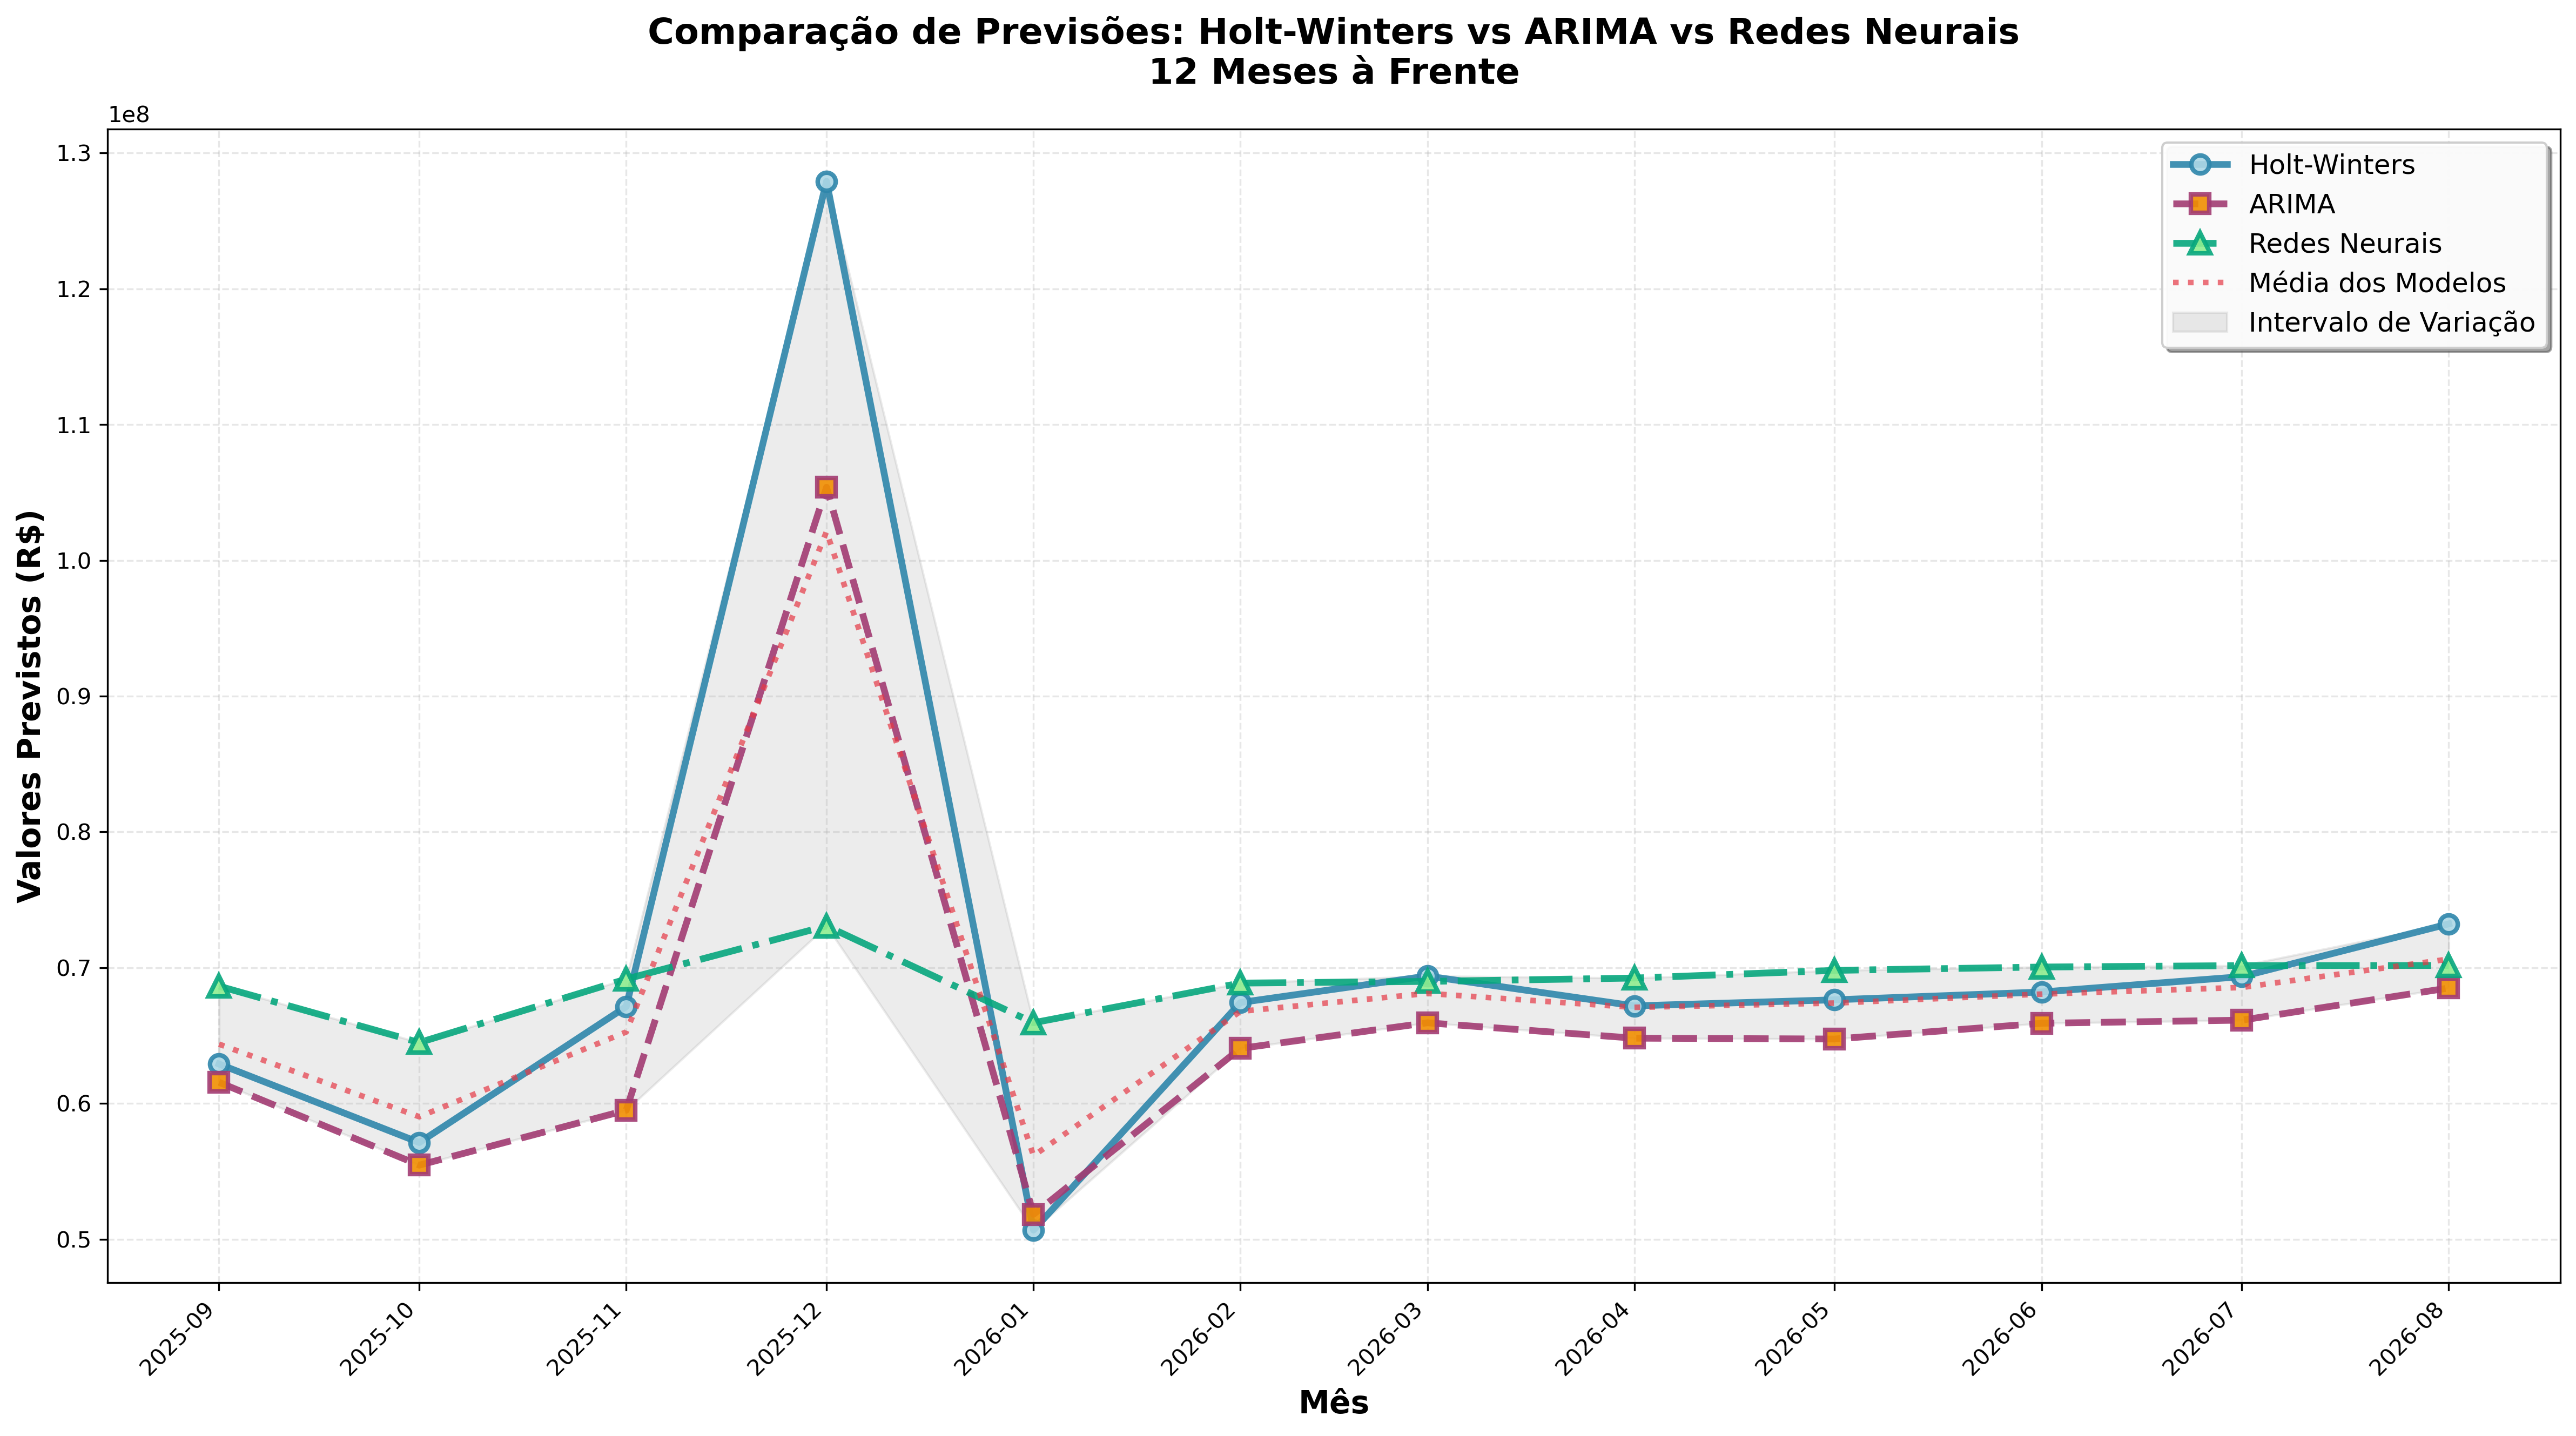 Comparação de Previsões: Holt-Winters vs ARIMA vs Redes Neurais
12 Meses à Frente
1e8
1.3
1.2
1.1
1.0
0.9
0.8
0.7
0.6
0.5
Valores Previstos (R$)
Holt-Winters
ARIMA
Redes Neurais
Média dos Modelos
Intervalo de Variação
2025-09
2025-10
2025-11
2025-12
2026-01
2026-02
2026-03
2026-04
2026-05
2026-06
2026-07
2026-08
Mês